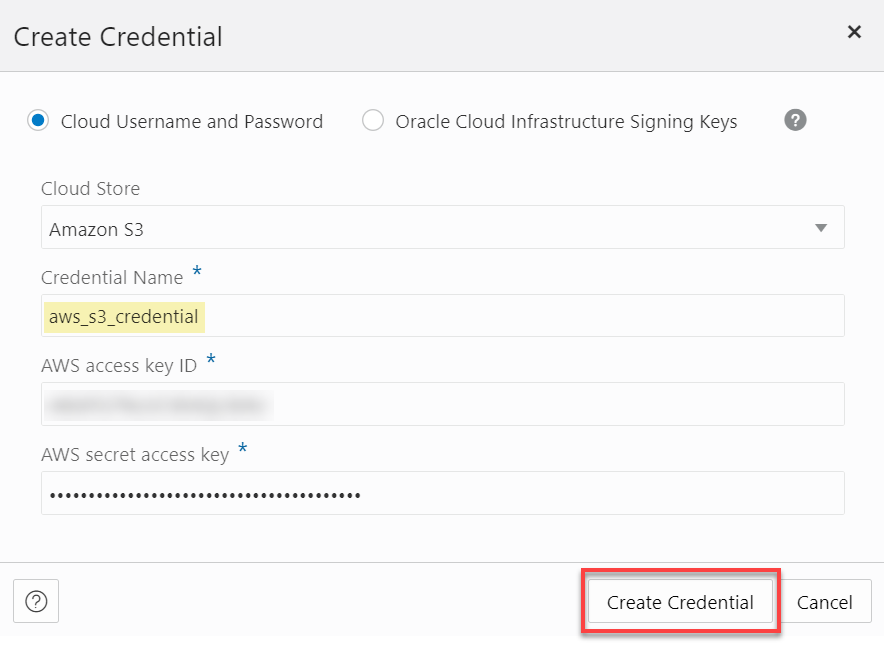 Create Credential
Cloud Username and Password Oracle Cloud Infrastructure Signing Keys ?
Cloud Store
Amazon S3
Credential Name *
aws_s3_credential
AWS access key ID *
AWS secret access key *
••••••••••••••••••••••••••••••••••••••••
? Create Credential Cancel